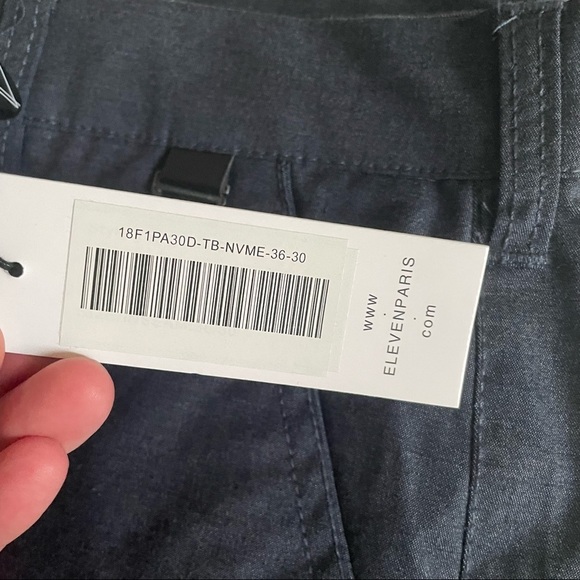 18F1PA30D-TB-NVME-36-30
www
.
ELEVENPARIS
.
com